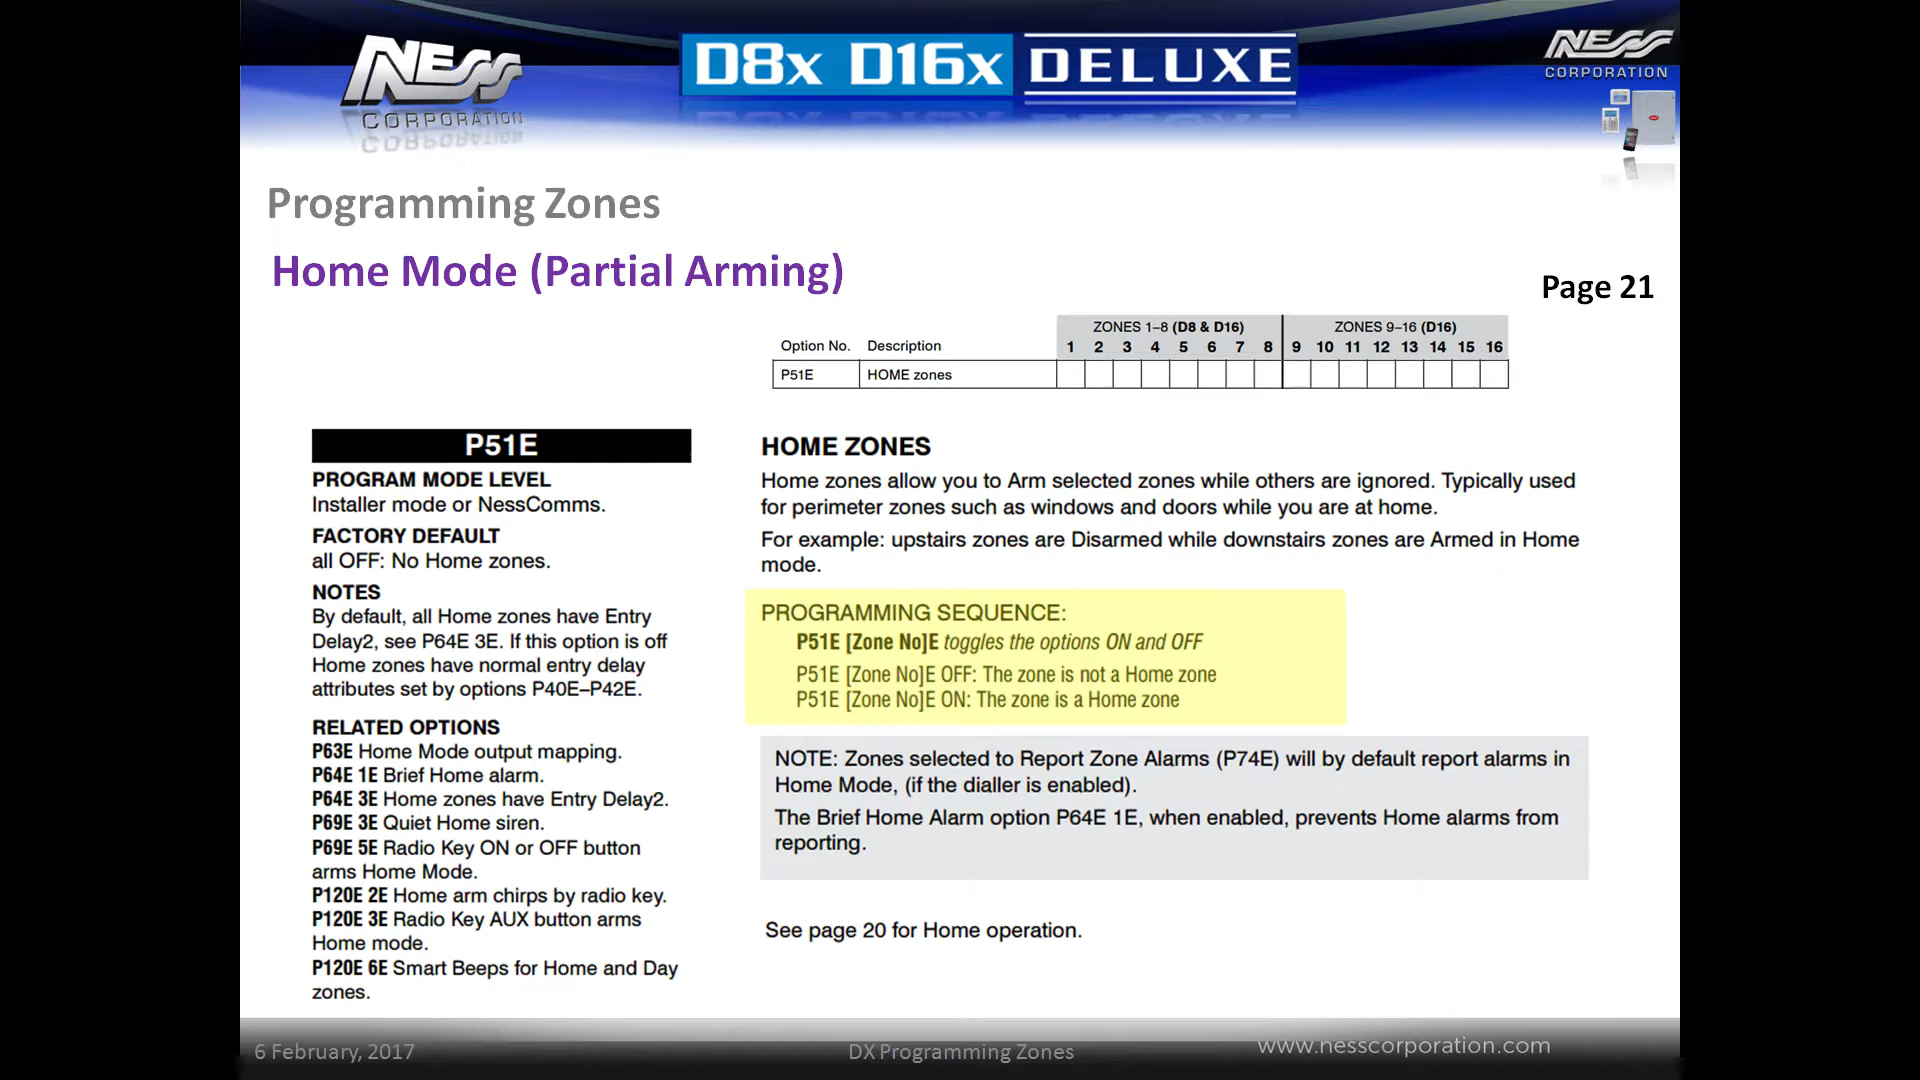 NESS
CORPORATION
D8x D16x DELUXE
NESS
CORPORATION
Programming Zones
Home Mode (Partial Arming)
Page 21
ZONES 1–8 (D8 & D16) ZONES 9–16 (D16)
Option No. Description 1 2 3 4 5 6 7 8 9 10 11 12 13 14 15 16
P51E HOME zones
P51E
PROGRAM MODE LEVEL
Installer mode or NessComms.
FACTORY DEFAULT
all OFF: No Home zones.
NOTES
By default, all Home zones have Entry
Delay2, see P64E 3E. If this option is off
Home zones have normal entry delay
attributes set by options P40E–P42E.
RELATED OPTIONS
P63E Home Mode output mapping.
P64E 1E Brief Home alarm.
P64E 3E Home zones have Entry Delay2.
P69E 3E Quiet Home siren.
P69E 5E Radio Key ON or OFF button
arms Home Mode.
P120E 2E Home arm chirps by radio key.
P120E 3E Radio Key AUX button arms
Home mode.
P120E 6E Smart Beeps for Home and Day
zones.
HOME ZONES
Home zones allow you to Arm selected zones while others are ignored. Typically used
for perimeter zones such as windows and doors while you are at home.
For example: upstairs zones are Disarmed while downstairs zones are Armed in Home
mode.
PROGRAMMING SEQUENCE:
P51E [Zone No]E toggles the options ON and OFF
P51E [Zone No]E OFF: The zone is not a Home zone
P51E [Zone No]E ON: The zone is a Home zone
NOTE: Zones selected to Report Zone Alarms (P74E) will by default report alarms in
Home Mode, (if the dialler is enabled).
The Brief Home Alarm option P64E 1E, when enabled, prevents Home alarms from
reporting.
See page 20 for Home operation.
6 February, 2017
DX Programming Zones
www.nesscorporation.com